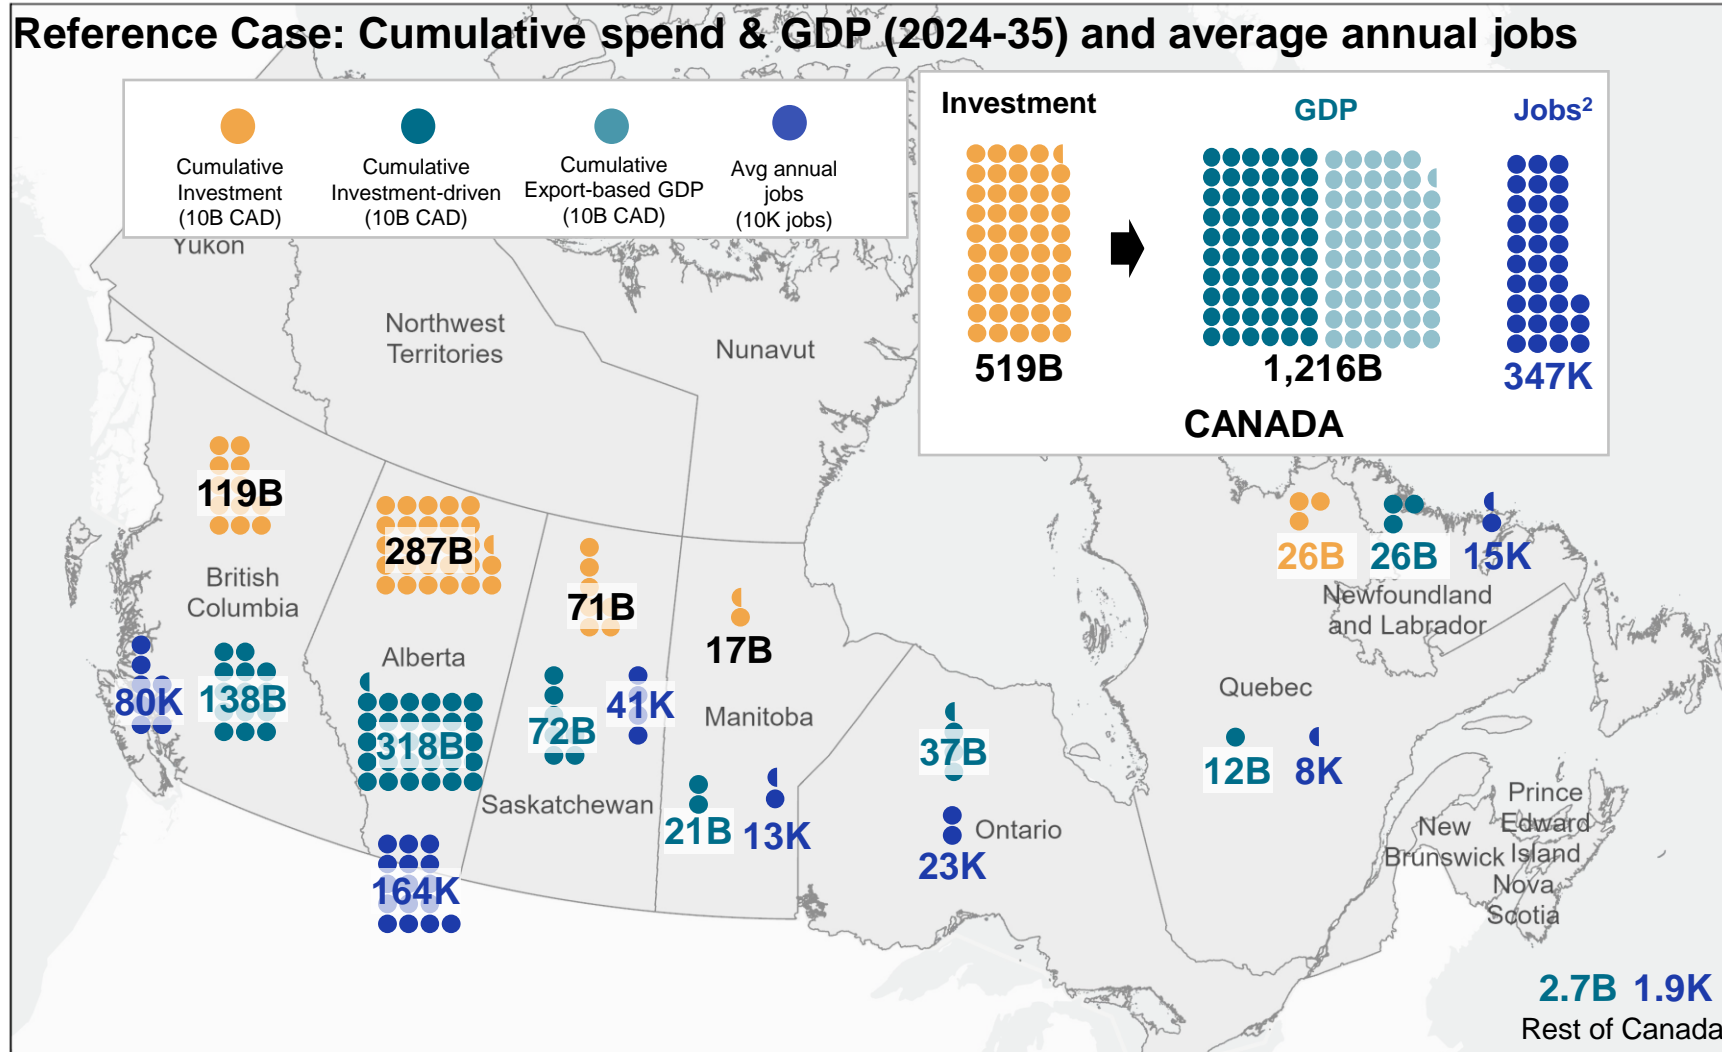 Reference Case: Cumulative spend & GDP (2024-35) and average annual jobs
Cumulative
Investment
(10B CAD)
Cumulative
Investment-driven
(10B CAD)
Cumulative
Export-based GDP
(10B CAD)
Avg annual
jobs
(10K jobs)
Investment
GDP
Jobs²
519B
1,216B
347K
CANADA
Yukon
Northwest
Territories
Nunavut
119B
British
Columbia
80K
138B
287B
Alberta
318B
164K
71B
72B
41K
Saskatchewan
17B
Manitoba
21B
13K
37B
23K
Ontario
26B
26B
15K
Newfoundland
and Labrador
Quebec
12B
8K
Prince
Edward
Island
New
Brunswick
Nova
Scotia
2.7B 1.9K
Rest of Canada